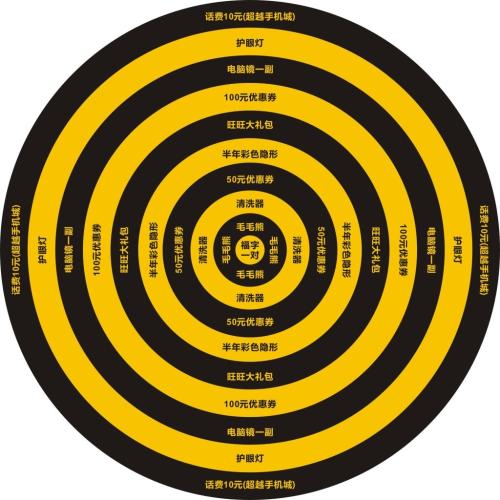 话费10元(超越手机城)
护眼灯
电脑镜一副
100元优惠券
旺旺大礼包
半年彩色隐形
50元优惠券
清洗器
毛毛熊
话费10元(超越手机城)
护眼灯
电脑镜一副
100元优惠券
旺旺大礼包
半年彩色隐形
50元优惠券
清洗器
毛毛熊
福字
一对
毛毛熊
清洗器
50元优惠券
半年彩色隐形
旺旺大礼包
100元优惠券
电脑镜一副
护眼灯
话费10元(超越手机城)
毛毛熊
清洗器
50元优惠券
半年彩色隐形
旺旺大礼包
100元优惠券
电脑镜一副
护眼灯
话费10元(超越手机城)